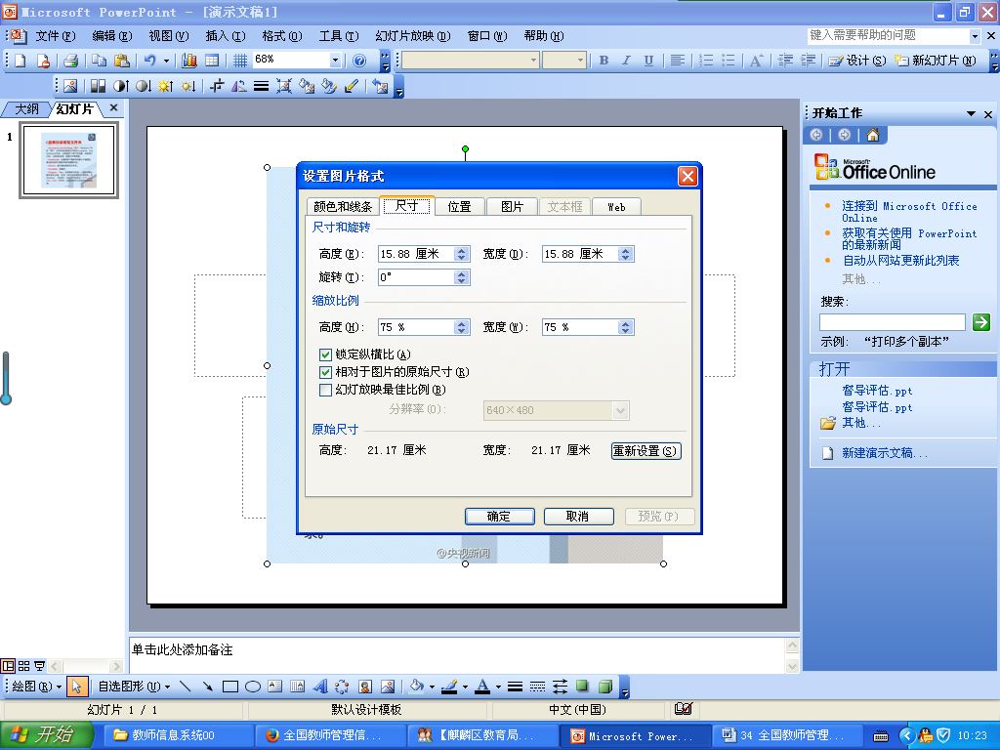 Microsoft PowerPoint - [演示文稿1]
文件(F) 编辑(E) 视图(V) 插入(I) 格式(O) 工具(T) 幻灯片放映(D) 窗口(W) 帮助(H) 键入需要帮助的问题
68% B I U 设计(S) 新幻灯片(N)
大纲 幻灯片
1
设置图片格式
颜色和线条 尺寸 位置 图片 文本框 Web
尺寸和旋转
高度(E): 15.88 厘米 宽度(D): 15.88 厘米
旋转(T): 0°
缩放比例
高度(H): 75 % 宽度(W): 75 %
锁定纵横比(A)
相对于图片的原始尺寸(R)
幻灯放映最佳比例(B)
分辨率(O): 640×480
原始尺寸
高度: 21.17 厘米 宽度: 21.17 厘米 重新设置(S)
确定 取消 预览(P)
@央视新闻
单击此处添加备注
开始工作
Microsoft
Office Online
连接到 Microsoft Office
Online
获取有关使用 PowerPoint
的最新新闻
自动从网站更新此列表
其他...
搜索:
示例: “打印多个副本”
打开
督导评估.ppt
督导评估.ppt
其他...
新建演示文稿...
绘图(R) 自选图形(U)
幻灯片 1 / 1 默认设计模板 中文(中国)
开始 教师信息系统00 全国教师管理信... 【麒麟区教育局... Microsoft Power... 34 全国教师管理... 10:23